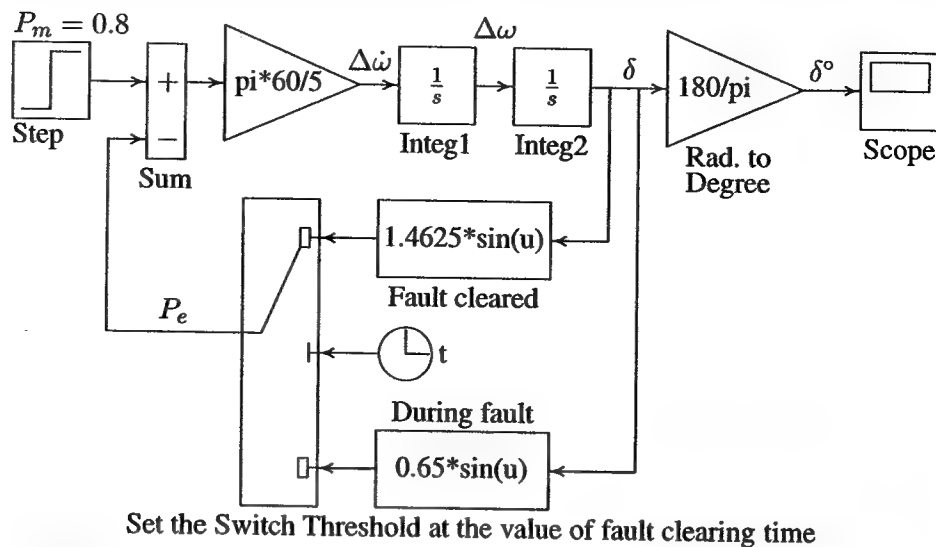 P_m = 0.8
Step
+
−
Sum
pi*60/5
Δω̇
1/s
Integ1
Δω
1/s
Integ2
δ
180/pi
Rad. to
Degree
δ°
Scope
1.4625*sin(u)
Fault cleared
P_e
t
During fault
0.65*sin(u)
Set the Switch Threshold at the value of fault clearing time